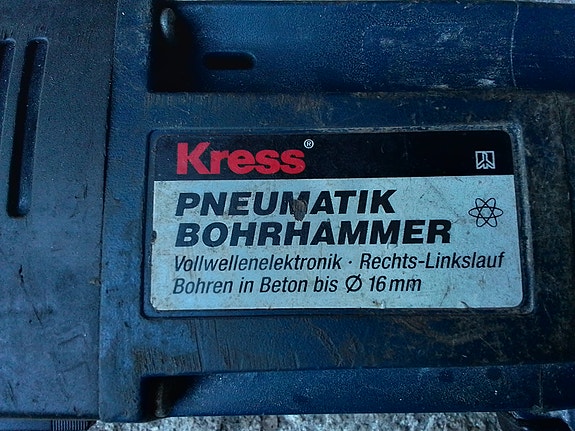 Kress®
PNEUMATIK
BOHRHAMMER
Vollwellenelektronik · Rechts-Linkslauf
Bohren in Beton bis Ø 16 mm